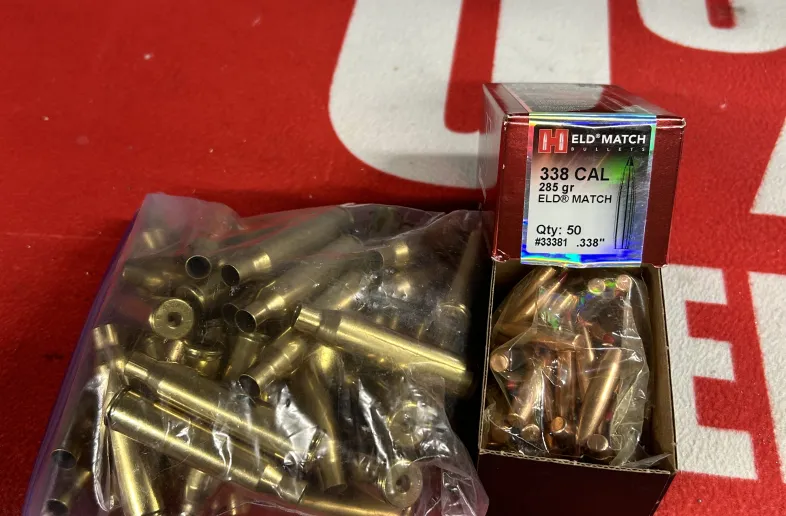 H ELD® MATCH
BULLETS
338 CAL
285 gr
ELD® MATCH
Qty: 50
#33381 .338"